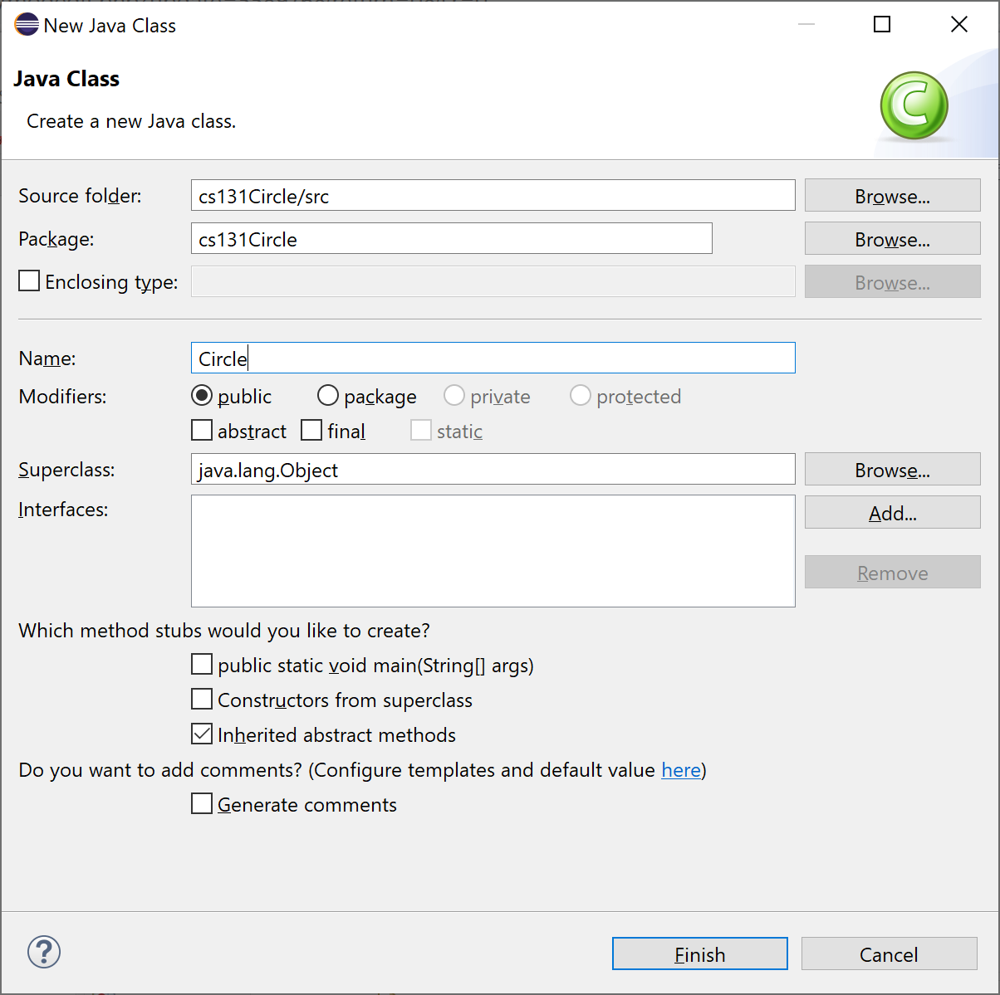 New Java Class
Java Class
Create a new Java class.
Source folder: cs131Circle/src Browse...
Package: cs131Circle Browse...
Enclosing type: Browse...
Name: Circle
Modifiers: public package private protected
abstract final static
Superclass: java.lang.Object Browse...
Interfaces: Add...
Remove
Which method stubs would you like to create?
public static void main(String[] args)
Constructors from superclass
Inherited abstract methods
Do you want to add comments? (Configure templates and default value here)
Generate comments
? Finish Cancel